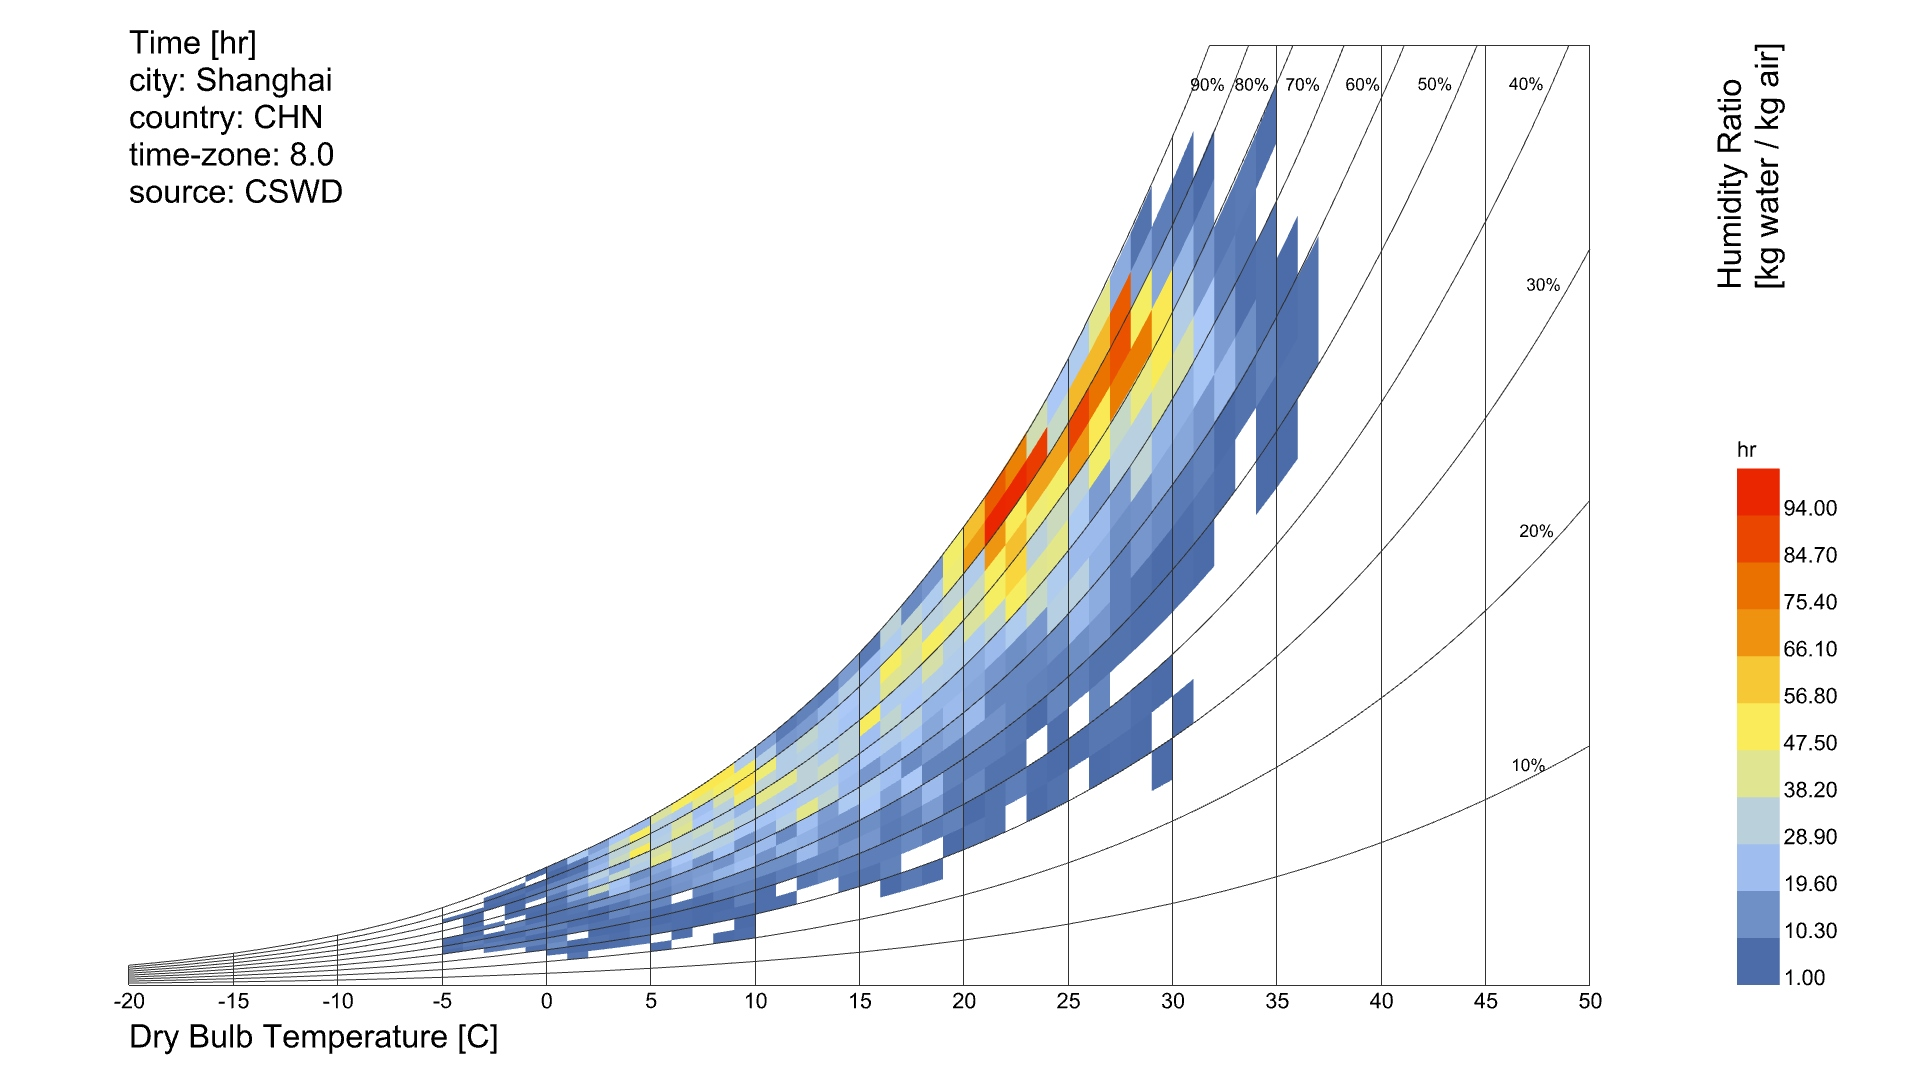 Time [hr]
city: Shanghai
country: CHN
time-zone: 8.0
source: CSWD
90% 80% 70% 60% 50% 40%
30%
20%
10%
Humidity Ratio
[kg water / kg air]
hr
94.00
84.70
75.40
66.10
56.80
47.50
38.20
28.90
19.60
10.30
1.00
-20 -15 -10 -5 0 5 10 15 20 25 30 35 40 45 50
Dry Bulb Temperature [C]